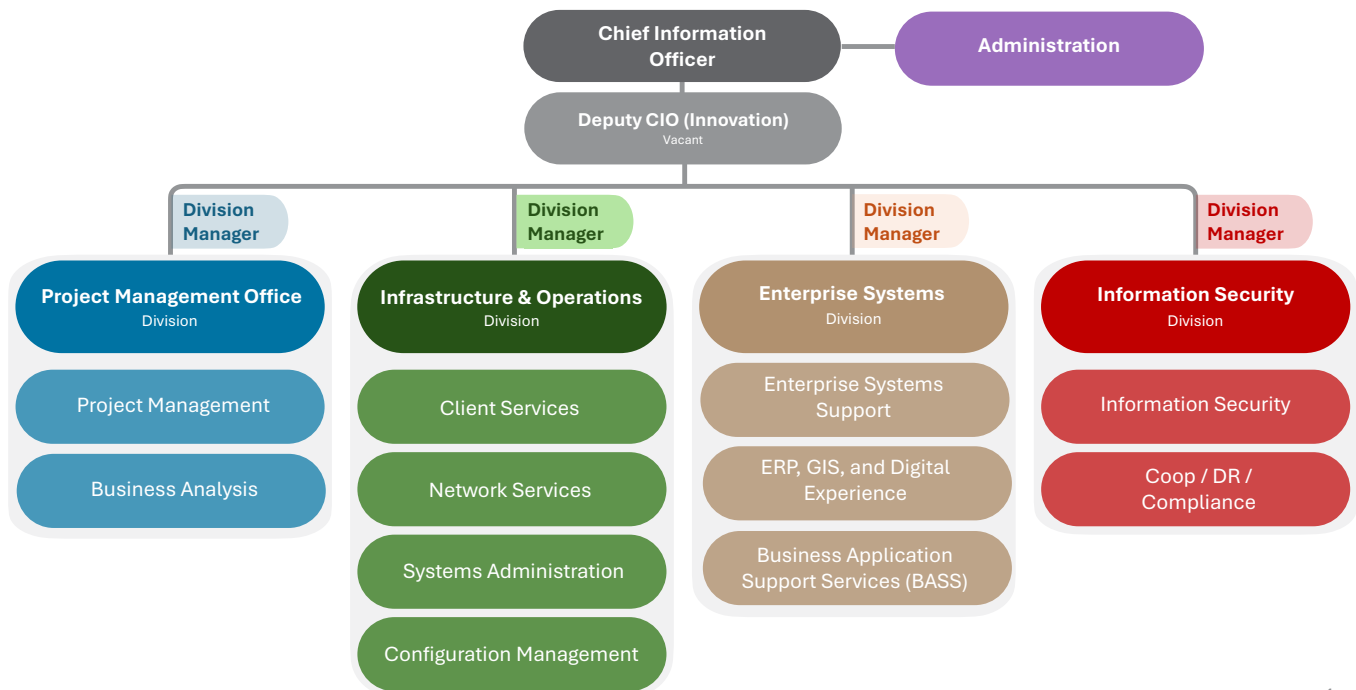 Chief Information
Officer
Administration
Deputy CIO (Innovation)
Vacant
Division
Manager
Division
Manager
Division
Manager
Division
Manager
Project Management Office
Division
Project Management
Business Analysis
Infrastructure & Operations
Division
Client Services
Network Services
Systems Administration
Configuration Management
Enterprise Systems
Division
Enterprise Systems
Support
ERP, GIS, and Digital
Experience
Business Application
Support Services (BASS)
Information Security
Division
Information Security
Coop / DR /
Compliance